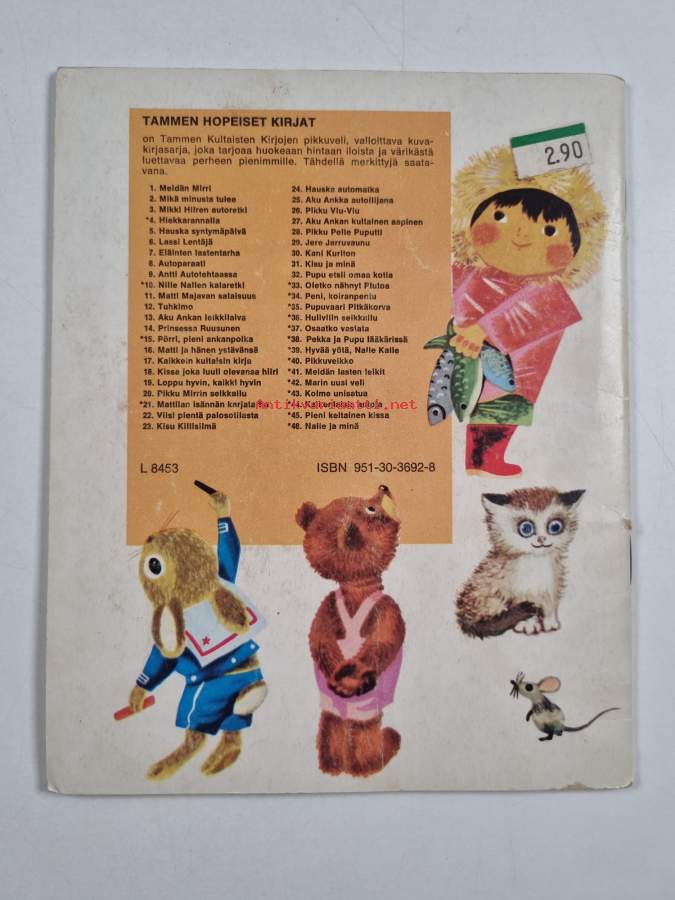 TAMMEN HOPEISET KIRJAT
on Tammen Kultaisten Kirjojen pikkuveli, valloittava kuva-
kirjasarja, joka tarjoaa huokeaan hintaan iloista ja värikästä
luettavaa perheen pienimmille. Tähdellä merkittyjä saata-
vana.
2.90
1. Meidän Mirri
2. Mikä minusta tulee
3. Mikki Hiiren autoretki
*4. Hiekkarannalla
5. Hauska syntymäpäivä
6. Lassi Lentäjä
7. Eläinten lastentarha
8. Autoparaati
9. Antti Autotehtaassa
*10. Nille Nallen kalaretki
11. Matti Majavan salaisuus
12. Tuhkimo
13. Aku Ankan leikkilaiva
14. Prinsessa Ruusunen
*15. Pörri, pieni ankanpoika
16. Matti ja hänen ystävänsä
17. Kaikkein kultaisin kirja
18. Kissa joka luuli olevansa hiiri
19. Loppu hyvin, kaikki hyvin
20. Pikku Mirrin seikkailu
*21. Mattilan isännän karjatalo
22. Viisi pientä palosotilasta
23. Kisu Killisilmä
24. Hauska automatka
25. Aku Ankka autoilijana
26. Pikku Viu-Viu
27. Aku Ankan kultainen aapinen
28. Pikku Pelle Puputti
29. Jere Jarruvaunu
30. Kani Kuriton
31. Kisu ja minä
32. Pupu etsii omaa kotia
*33. Oletko nähnyt Plutoa
*34. Peni, koiranpentu
*35. Pupuvaari Pitkäkorva
*36. Hulivilin seikkailu
*37. Osaatko vastata
*38. Pekka ja Pupu lääkärissä
*39. Hyvää yötä, Nalle Kalle
*40. Pikkuveikko
*41. Meidän lasten leikit
*42. Marin uusi veli
*43. Kolme unisatua
*45. Pieni keltainen kissa
*46. Nalle ja minä
Antikvariaatti.net
L 8453
ISBN 951-30-3692-8